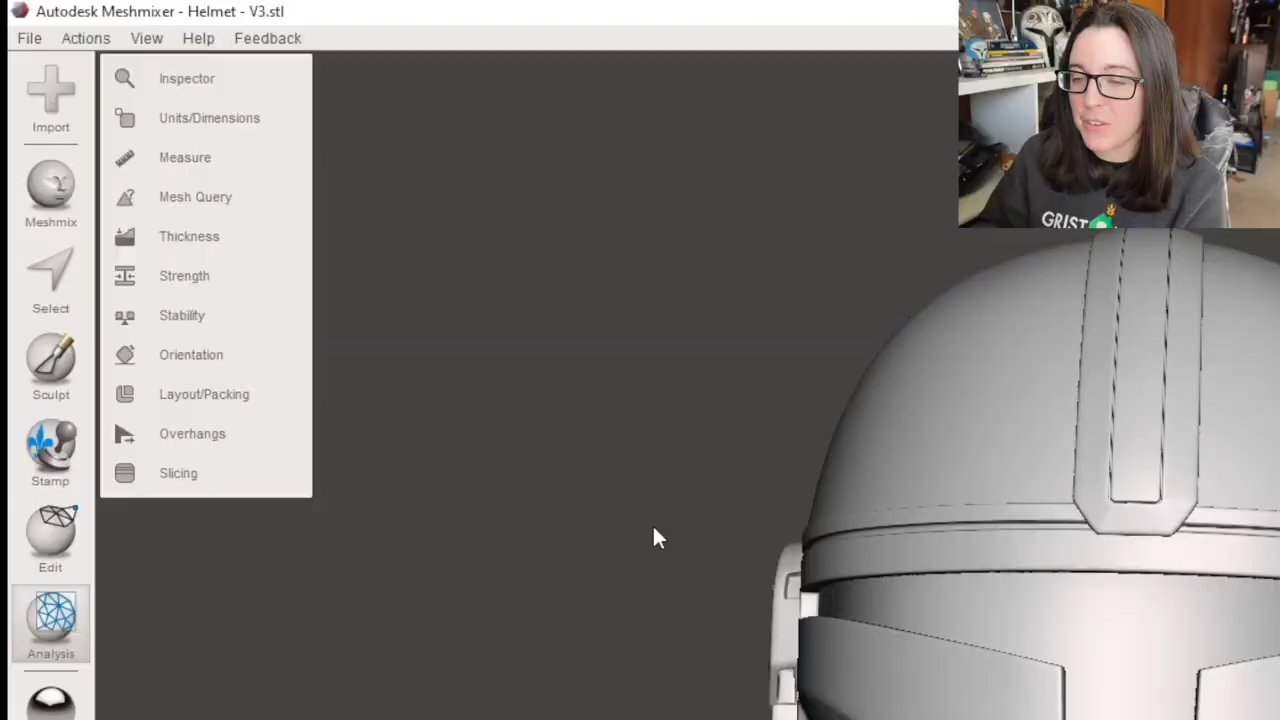 Autodesk Meshmixer - Helmet - V3.stl
File Actions View Help Feedback
Import
Meshmix
Select
Sculpt
Stamp
Edit
Analysis
Inspector
Units/Dimensions
Measure
Mesh Query
Thickness
Strength
Stability
Orientation
Layout/Packing
Overhangs
Slicing
GRIST